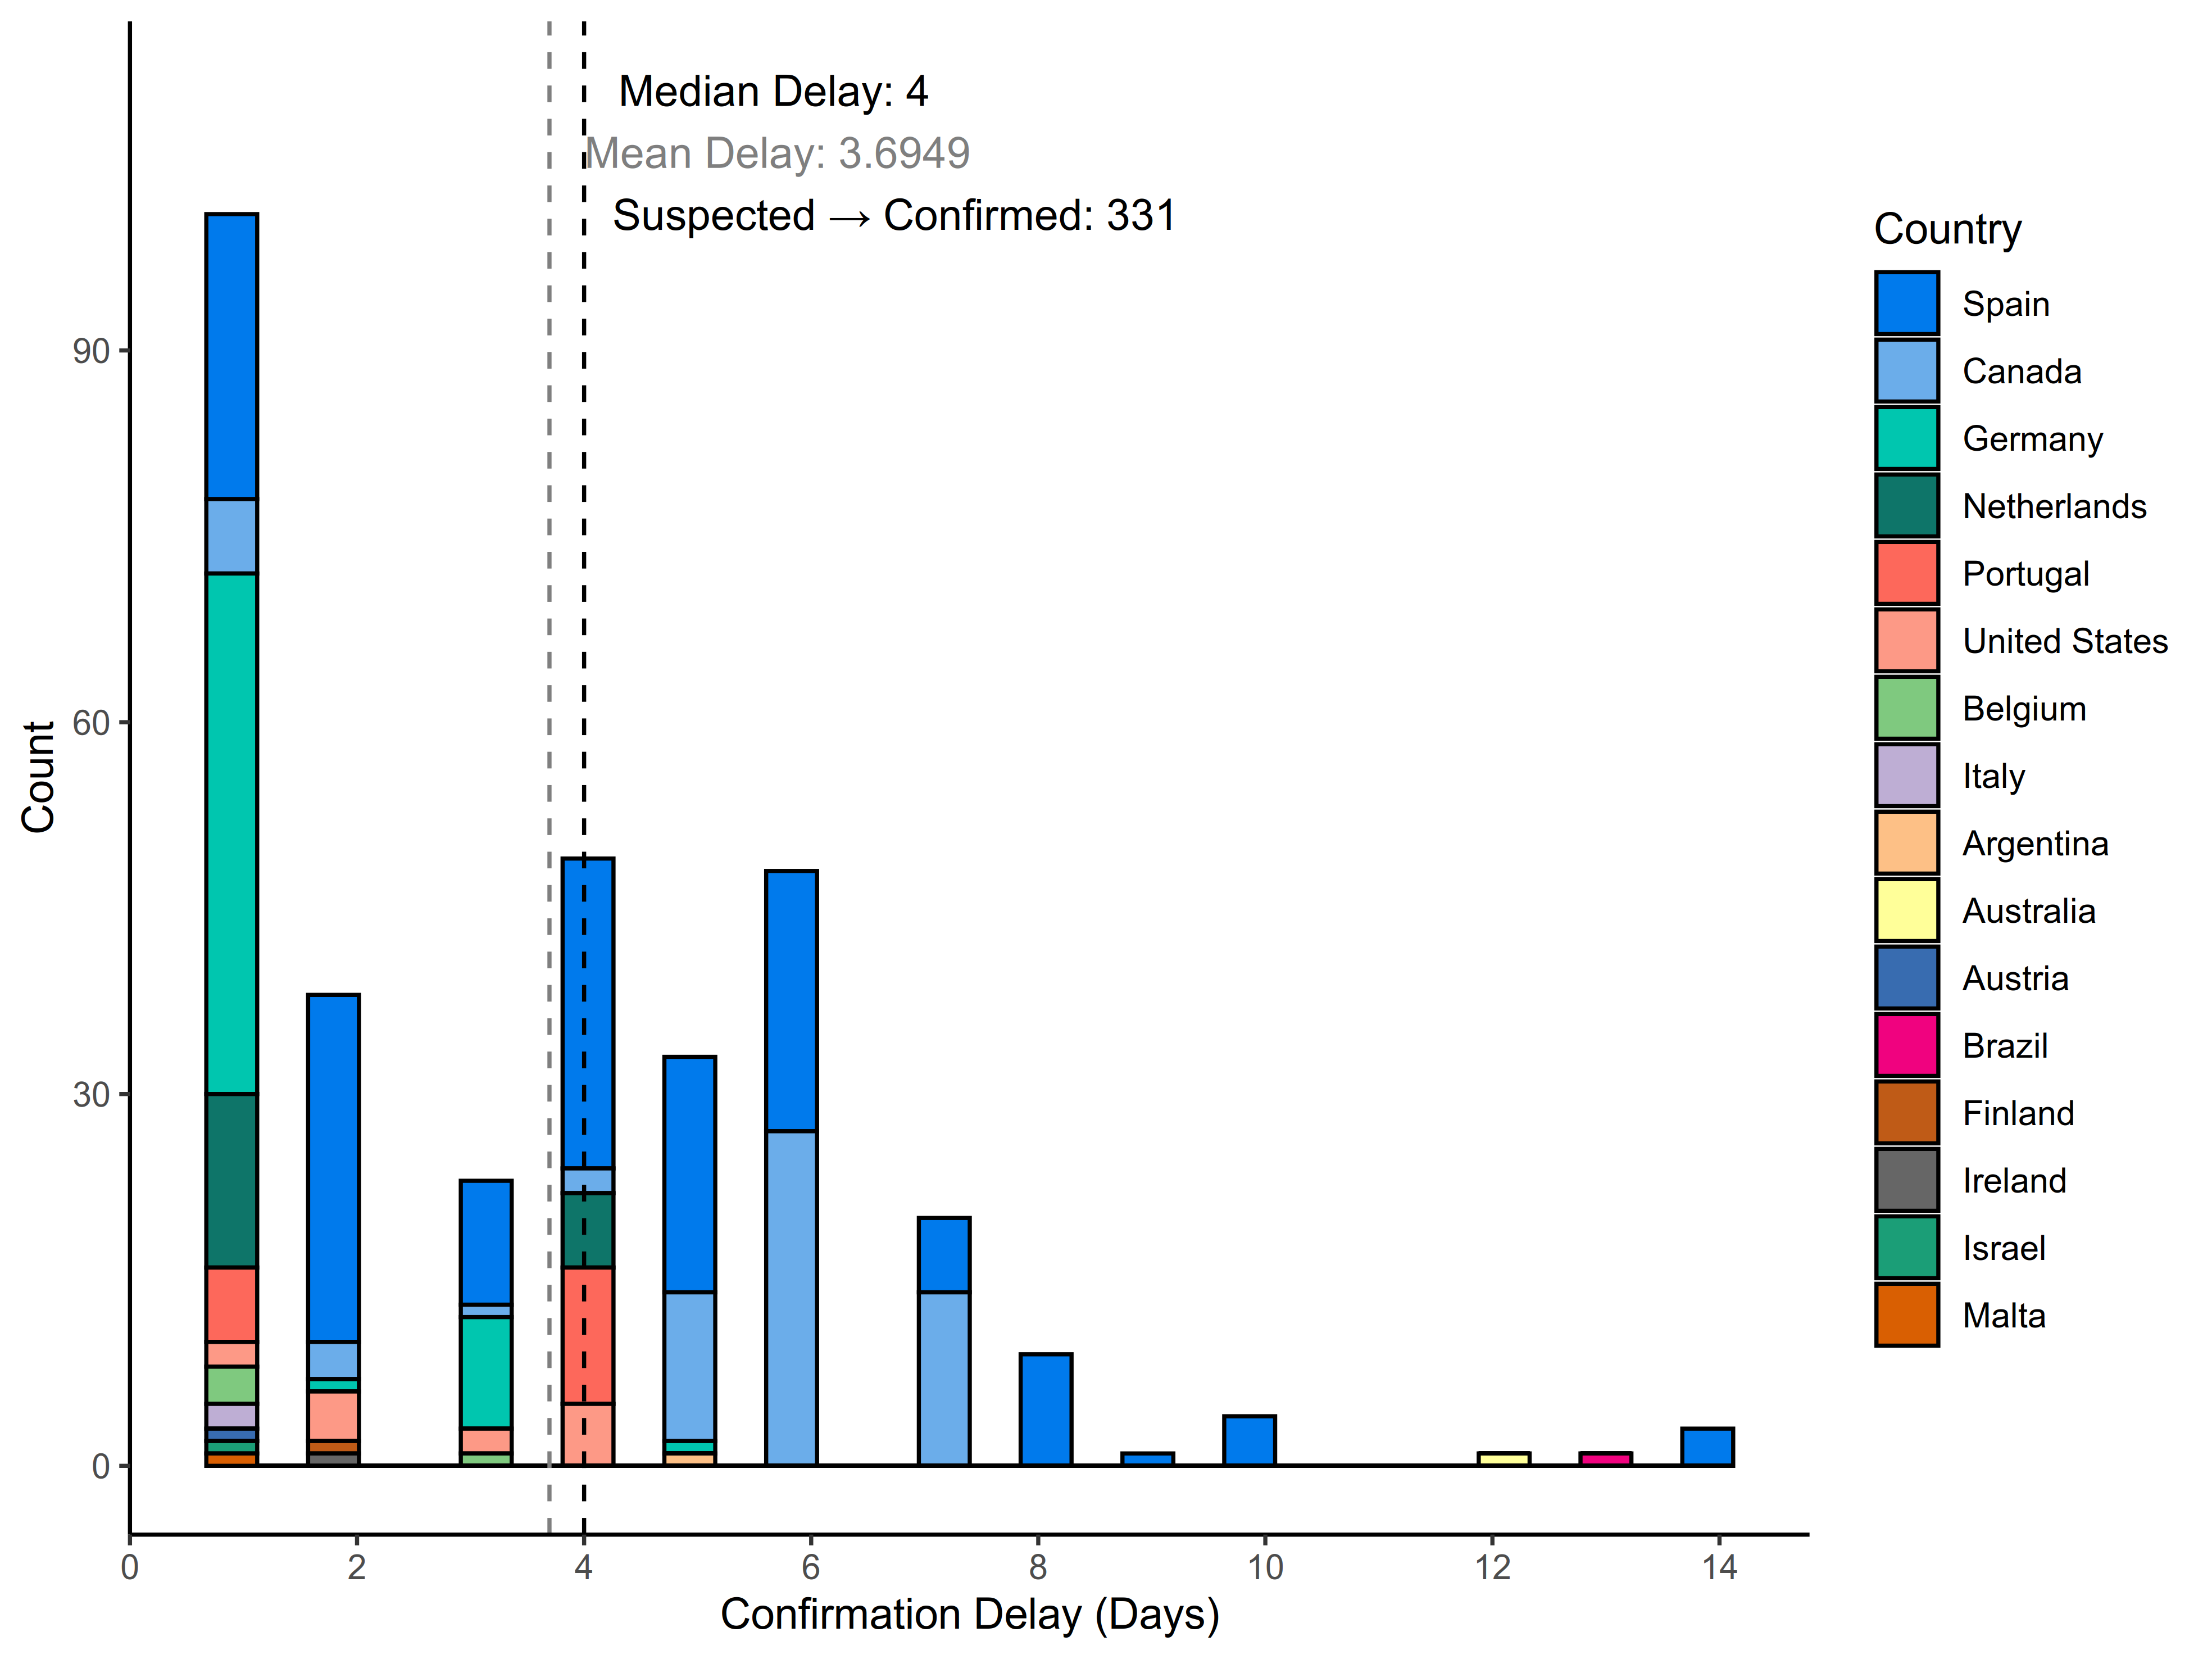 Median Delay: 4
Mean Delay: 3.6949
Suspected → Confirmed: 331
Count
90
60
30
0
0 2 4 6 8 10 12 14
Confirmation Delay (Days)
Country
Spain
Canada
Germany
Netherlands
Portugal
United States
Belgium
Italy
Argentina
Australia
Austria
Brazil
Finland
Ireland
Israel
Malta